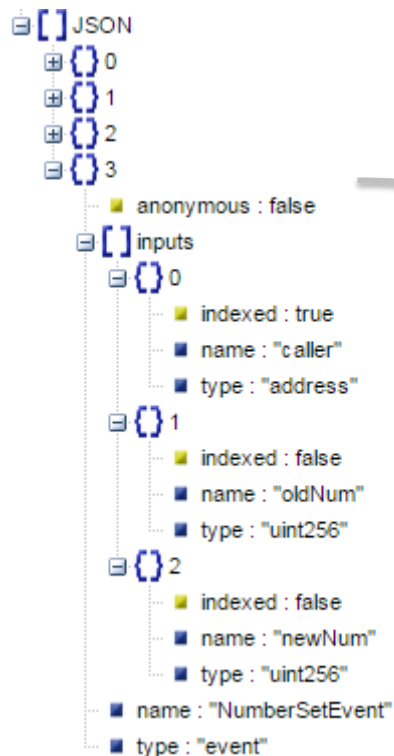 JSON
0
1
2
3
anonymous : false
inputs
0
indexed : true
name : "caller"
type : "address"
1
indexed : false
name : "oldNum"
type : "uint256"
2
indexed : false
name : "newNum"
type : "uint256"
name : "NumberSetEvent"
type : "event"